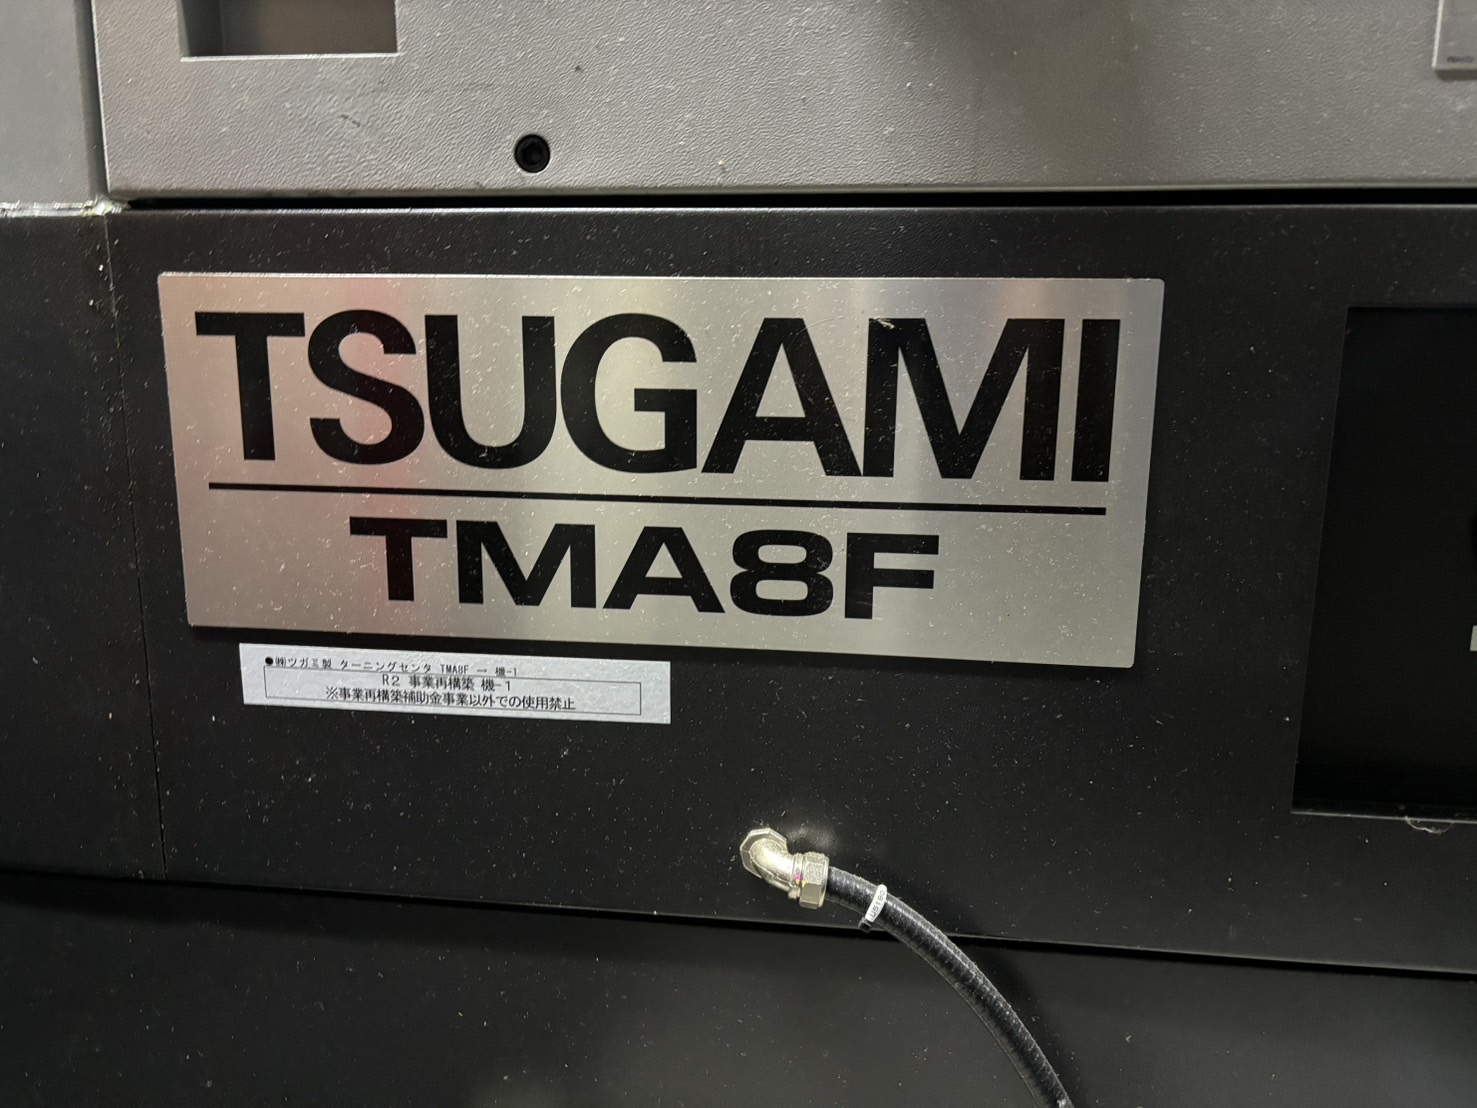 TSUGAMI
TMA8F
●㈱ツガミ製 ターニングセンタ TMA8F → 機-1
R2 事業再構築 機-1
※事業再構築補助金事業以外での使用禁止